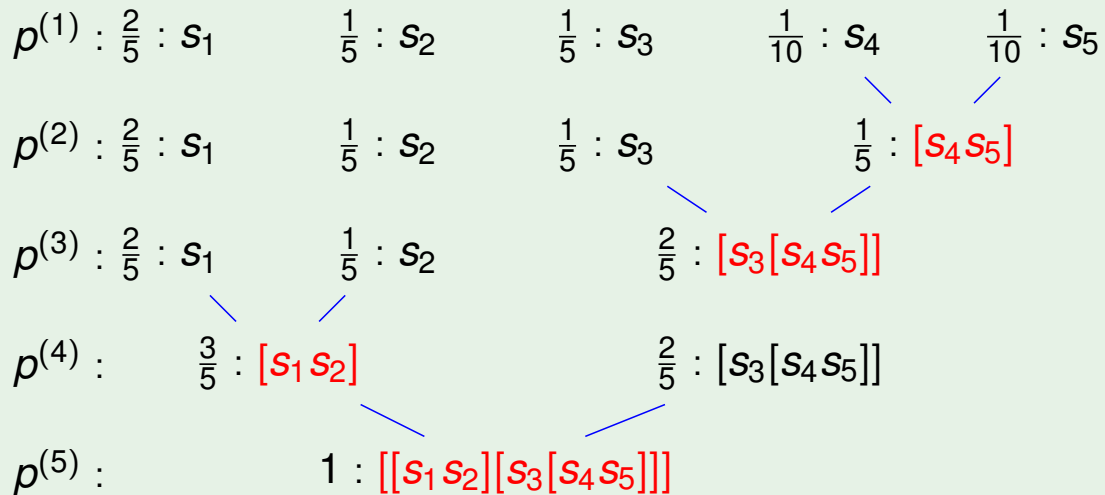 p^(1) : 2/5 : s₁ 1/5 : s₂ 1/5 : s₃ 1/10 : s₄ 1/10 : s₅
p^(2) : 2/5 : s₁ 1/5 : s₂ 1/5 : s₃ 1/5 : [s₄s₅]
p^(3) : 2/5 : s₁ 1/5 : s₂ 2/5 : [s₃[s₄s₅]]
p^(4) : 3/5 : [s₁s₂] 2/5 : [s₃[s₄s₅]]
p^(5) : 1 : [[s₁s₂][s₃[s₄s₅]]]